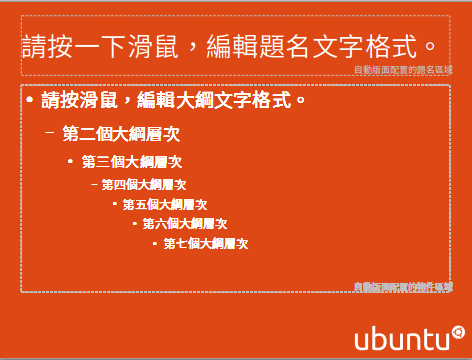 請按一下滑鼠，編輯題名文字格式。
自動版面配置的題名區域
• 請按滑鼠，編輯大綱文字格式。
– 第二個大綱層次
• 第三個大綱層次
– 第四個大綱層次
• 第五個大綱層次
• 第六個大綱層次
• 第七個大綱層次
自動版面配置的物件區域
ubuntu